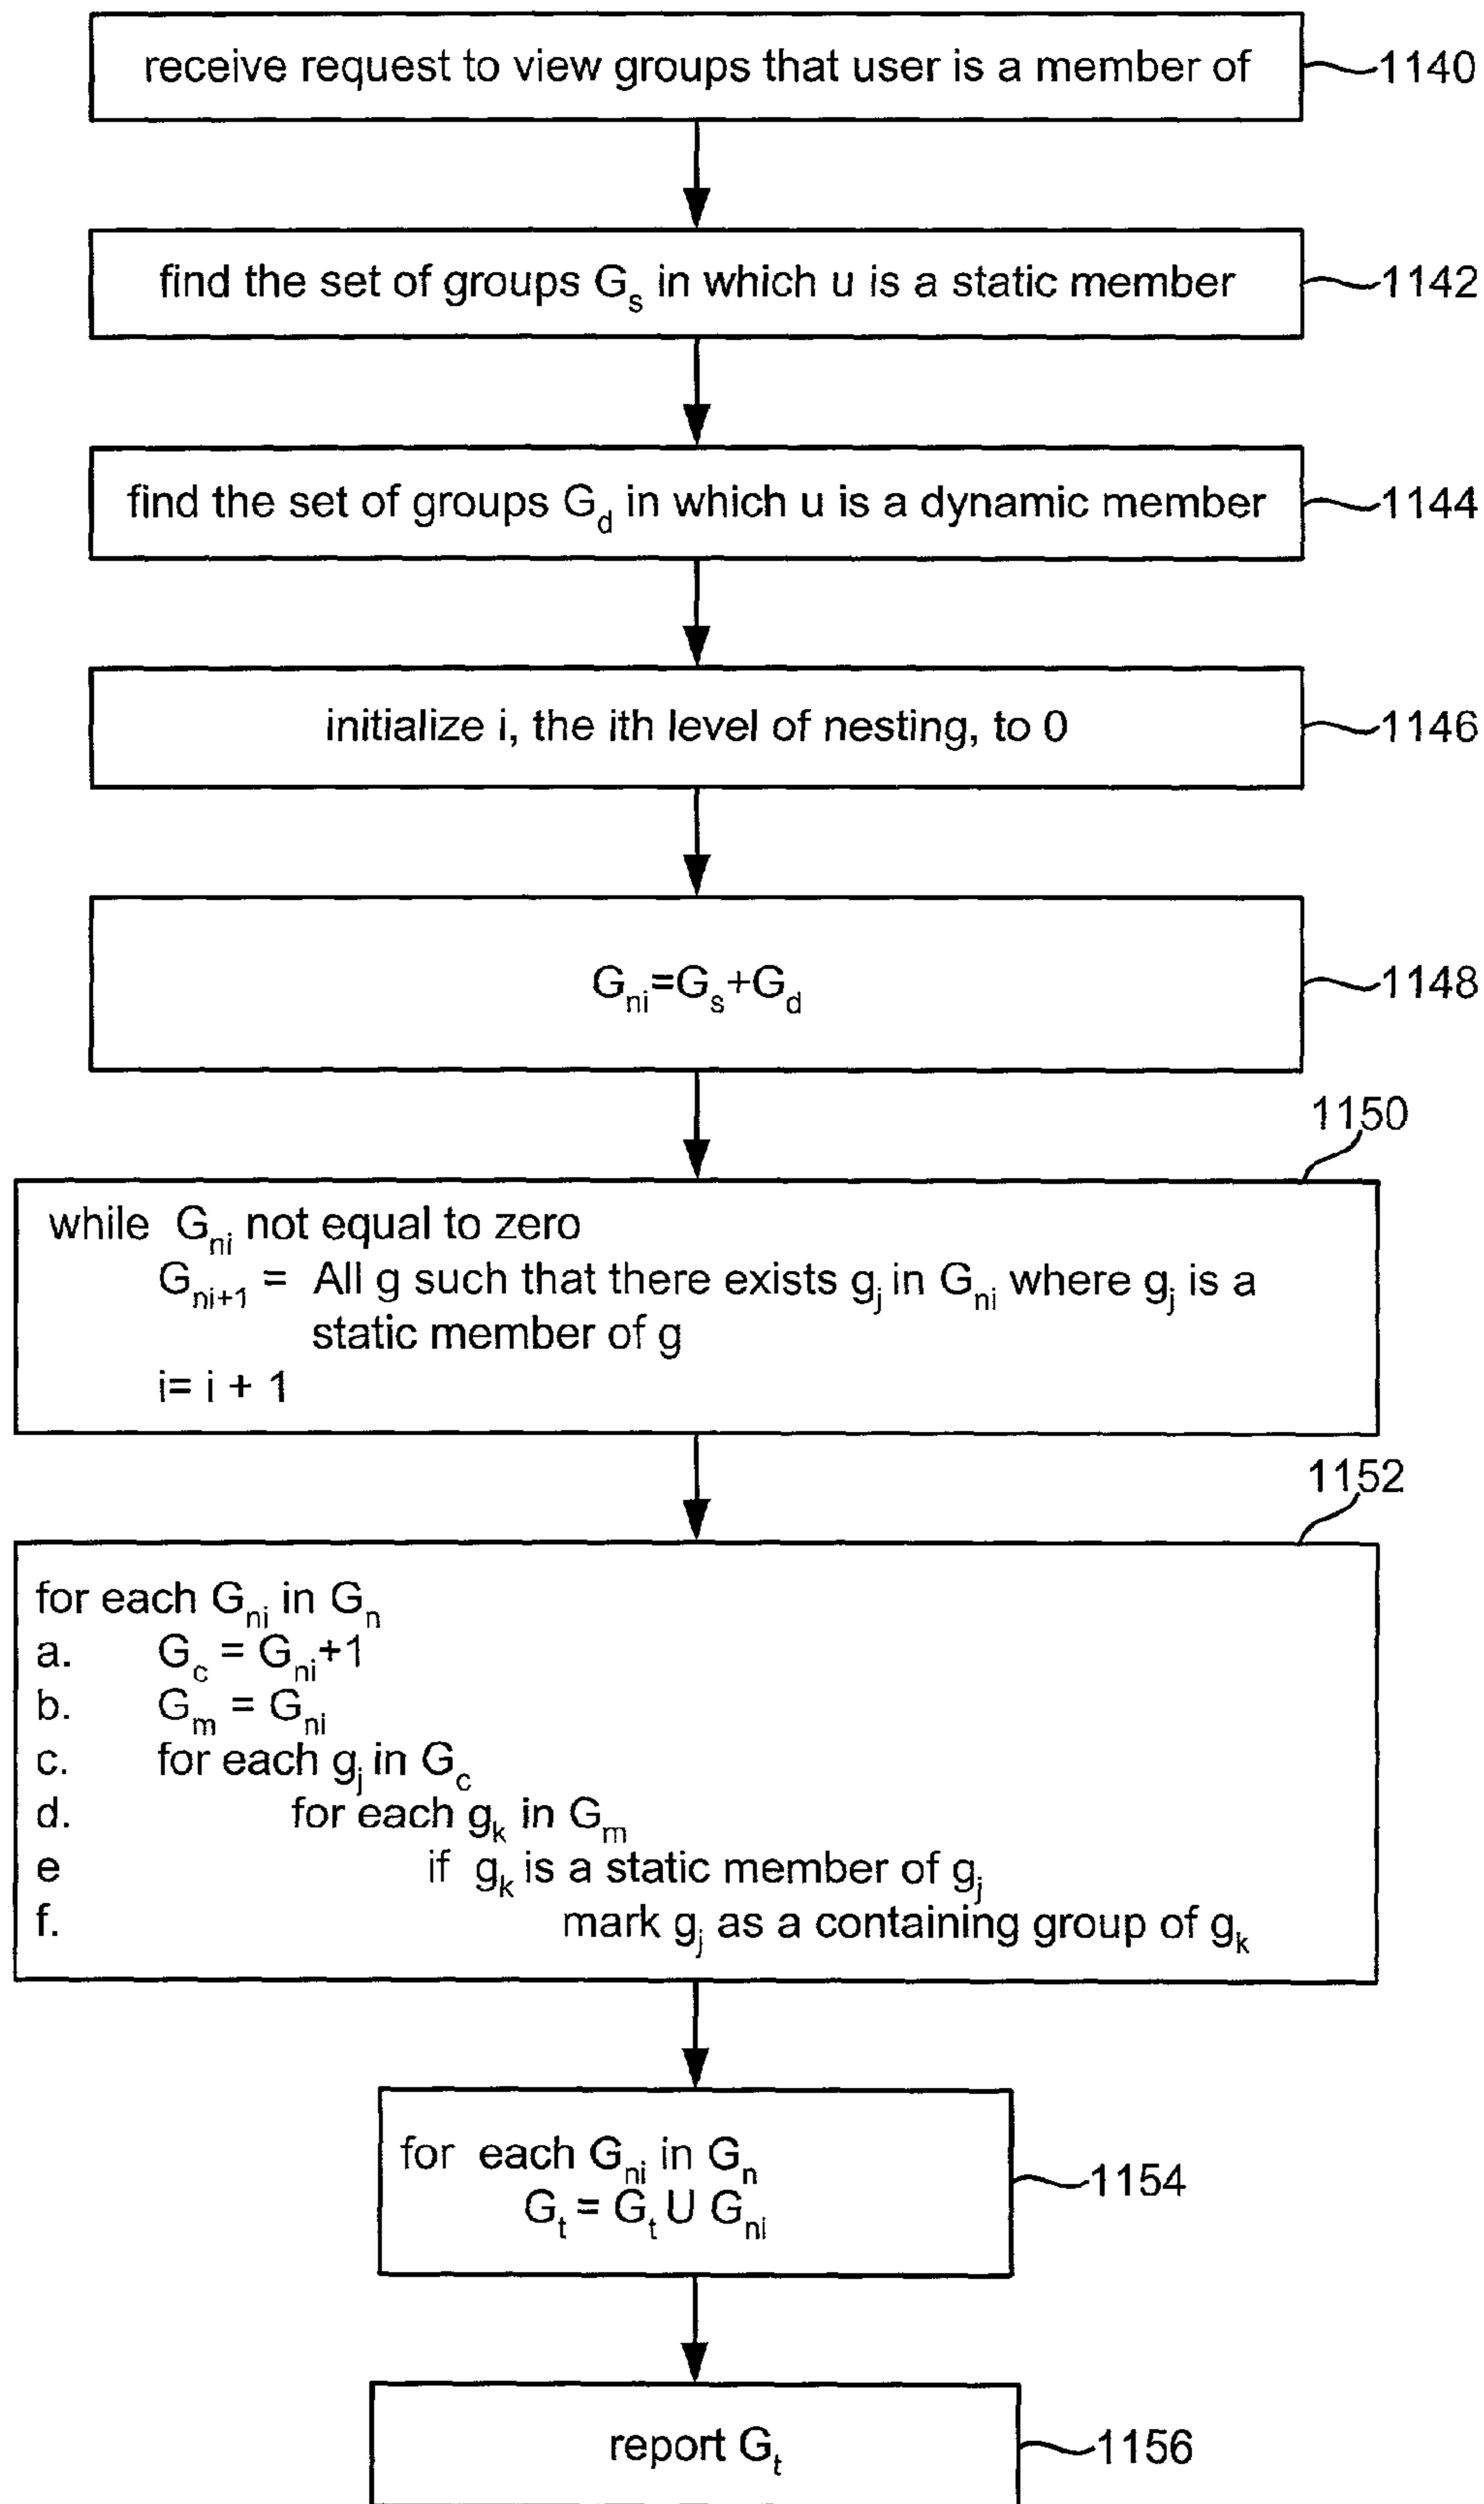 receive request to view groups that user is a member of
1140
find the set of groups Gs in which u is a static member
1142
find the set of groups Gd in which u is a dynamic member
1144
initialize i, the ith level of nesting, to 0
1146
Gni=Gs+Gd
1148
1150
while Gni not equal to zero
Gni+1 = All g such that there exists gj in Gni where gj is a
static member of g
i= i + 1
1152
for each Gni in Gn
a. Gc = Gni+1
b. Gm = Gni
c. for each gj in Gc
d. for each gk in Gm
e if gk is a static member of gj
f. mark gj as a containing group of gk
for each Gni in Gn
Gt = Gt U Gni
1154
report Gt
1156